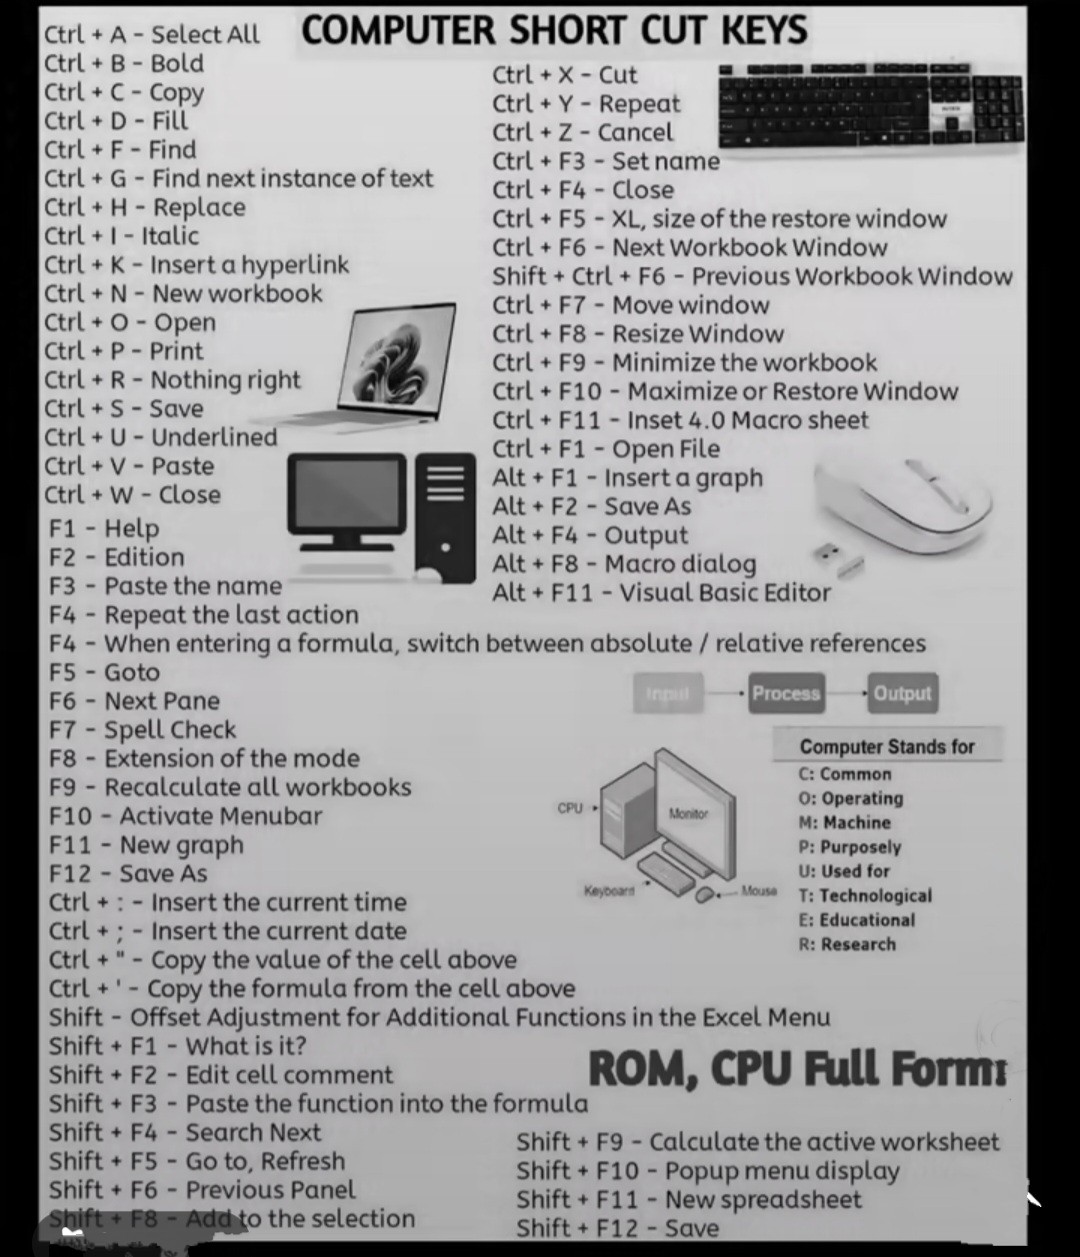 COMPUTER SHORT CUT KEYS
Ctrl + A - Select All
Ctrl + B - Bold
Ctrl + C - Copy
Ctrl + D - Fill
Ctrl + F - Find
Ctrl + G - Find next instance of text
Ctrl + H - Replace
Ctrl + I - Italic
Ctrl + K - Insert a hyperlink
Ctrl + N - New workbook
Ctrl + O - Open
Ctrl + P - Print
Ctrl + R - Nothing right
Ctrl + S - Save
Ctrl + U - Underlined
Ctrl + V - Paste
Ctrl + W - Close
Ctrl + X - Cut
Ctrl + Y - Repeat
Ctrl + Z - Cancel
Ctrl + F3 - Set name
Ctrl + F4 - Close
Ctrl + F5 - XL, size of the restore window
Ctrl + F6 - Next Workbook Window
Shift + Ctrl + F6 - Previous Workbook Window
Ctrl + F7 - Move window
Ctrl + F8 - Resize Window
Ctrl + F9 - Minimize the workbook
Ctrl + F10 - Maximize or Restore Window
Ctrl + F11 - Inset 4.0 Macro sheet
Ctrl + F1 - Open File
Alt + F1 - Insert a graph
Alt + F2 - Save As
Alt + F4 - Output
Alt + F8 - Macro dialog
Alt + F11 - Visual Basic Editor
F1 - Help
F2 - Edition
F3 - Paste the name
F4 - Repeat the last action
F4 - When entering a formula, switch between absolute / relative references
F5 - Goto
F6 - Next Pane
F7 - Spell Check
F8 - Extension of the mode
F9 - Recalculate all workbooks
F10 - Activate Menubar
F11 - New graph
F12 - Save As
Ctrl + : - Insert the current time
Ctrl + ; - Insert the current date
Ctrl + " - Copy the value of the cell above
Ctrl + ' - Copy the formula from the cell above
Shift - Offset Adjustment for Additional Functions in the Excel Menu
Shift + F1 - What is it?
Shift + F2 - Edit cell comment
Shift + F3 - Paste the function into the formula
Shift + F4 - Search Next
Shift + F5 - Go to, Refresh
Shift + F6 - Previous Panel
Shift + F8 - Add to the selection
Input Process Output
CPU
Monitor
Keyboard
Mouse
Computer Stands for
C: Common
O: Operating
M: Machine
P: Purposely
U: Used for
T: Technological
E: Educational
R: Research
ROM, CPU Full Form:
Shift + F9 - Calculate the active worksheet
Shift + F10 - Popup menu display
Shift + F11 - New spreadsheet
Shift + F12 - Save